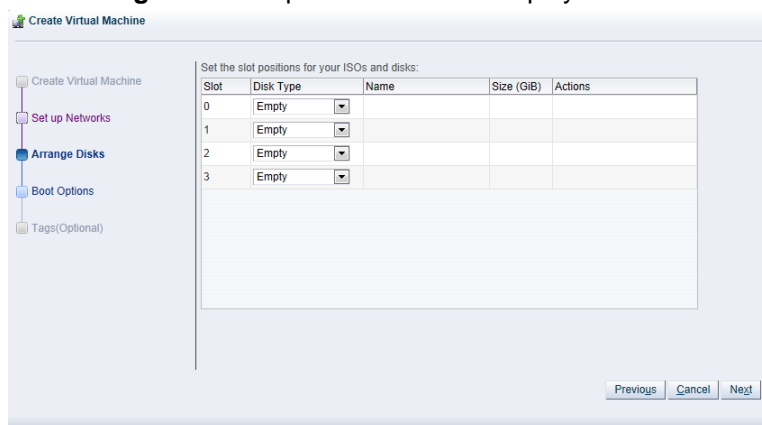 Create Virtual Machine
Create Virtual Machine
Set up Networks
Arrange Disks
Boot Options
Tags(Optional)
Set the slot positions for your ISOs and disks:
Slot Disk Type Name Size (GiB) Actions
0 Empty
1 Empty
2 Empty
3 Empty
Previous Cancel Next